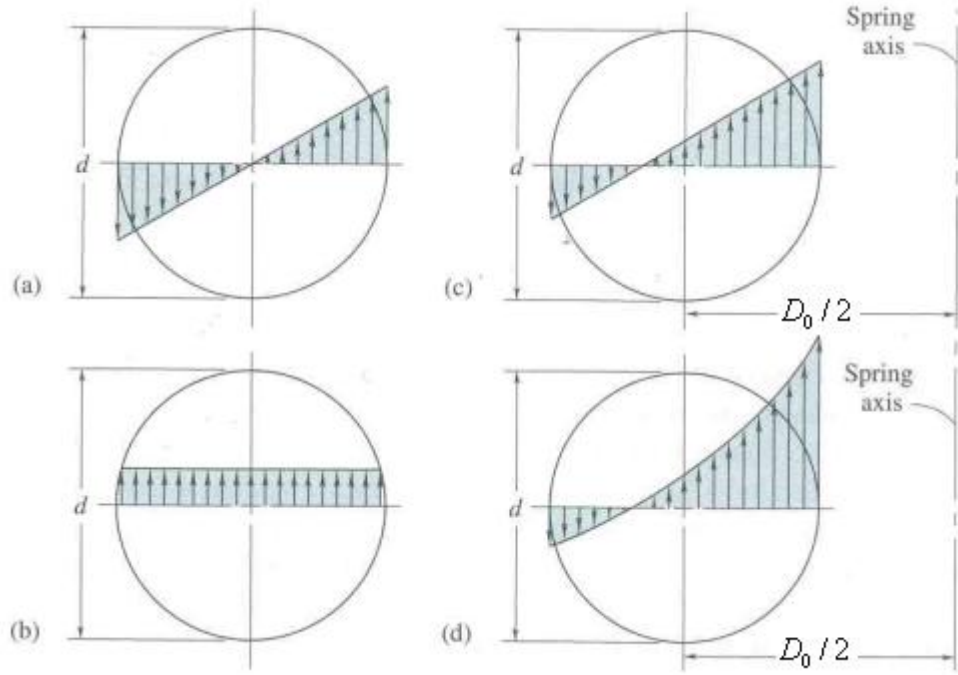 d
(a)
d
(b)
Spring
axis
d
(c)
D₀/2
Spring
axis
d
(d)
D₀/2